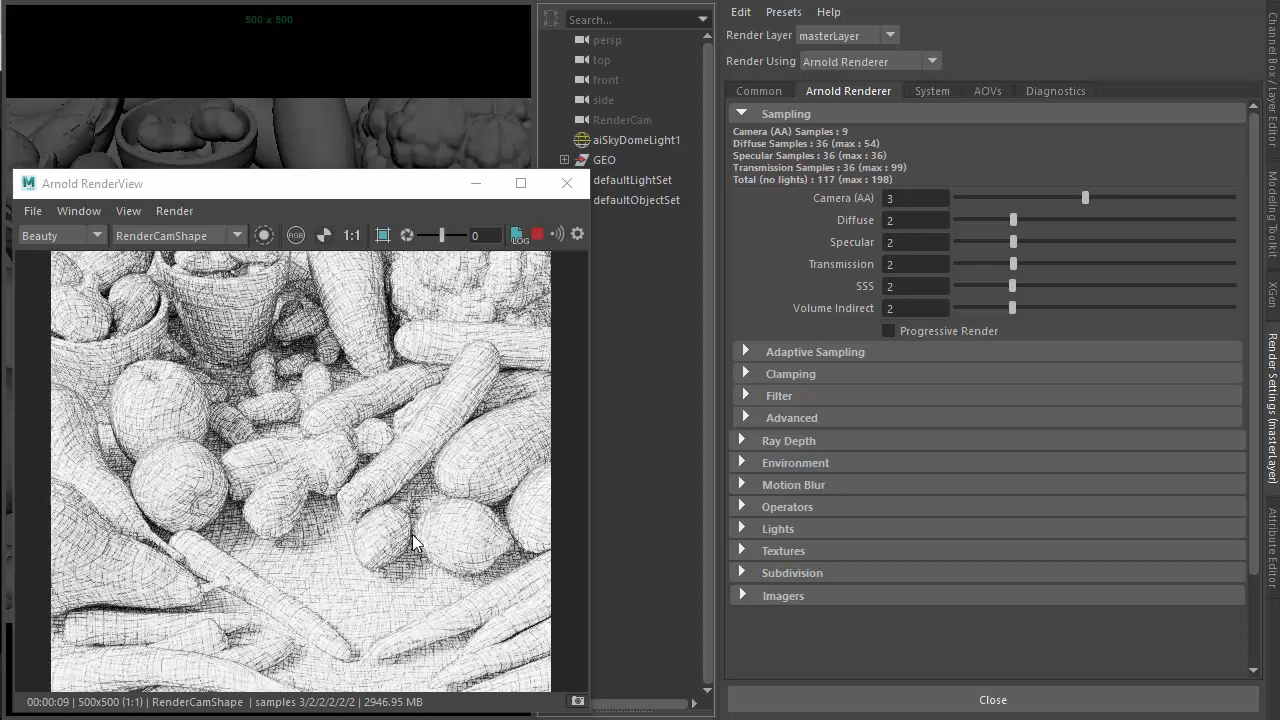 500 x 500
Search...
persp
top
front
side
RenderCam
aiSkyDomeLight1
GEO
defaultLightSet
defaultObjectSet
Arnold RenderView
File Window View Render
Beauty RenderCamShape RGB 1:1 0 LOG
00:00:09 | 500x500 (1:1) | RenderCamShape | samples 3/2/2/2/2/2 | 2946.95 MB
Edit Presets Help
Render Layer masterLayer
Render Using Arnold Renderer
Common Arnold Renderer System AOVs Diagnostics
Sampling
Camera (AA) Samples : 9
Diffuse Samples : 36 (max : 54)
Specular Samples : 36 (max : 36)
Transmission Samples : 36 (max : 99)
Total (no lights) : 117 (max : 198)
Camera (AA) 3
Diffuse 2
Specular 2
Transmission 2
SSS 2
Volume Indirect 2
Progressive Render
Adaptive Sampling
Clamping
Filter
Advanced
Ray Depth
Environment
Motion Blur
Operators
Lights
Textures
Subdivision
Imagers
Close
Channel Box / Layer Editor
Modeling Toolkit
XGen
Render Settings (masterLayer)
Attribute Editor